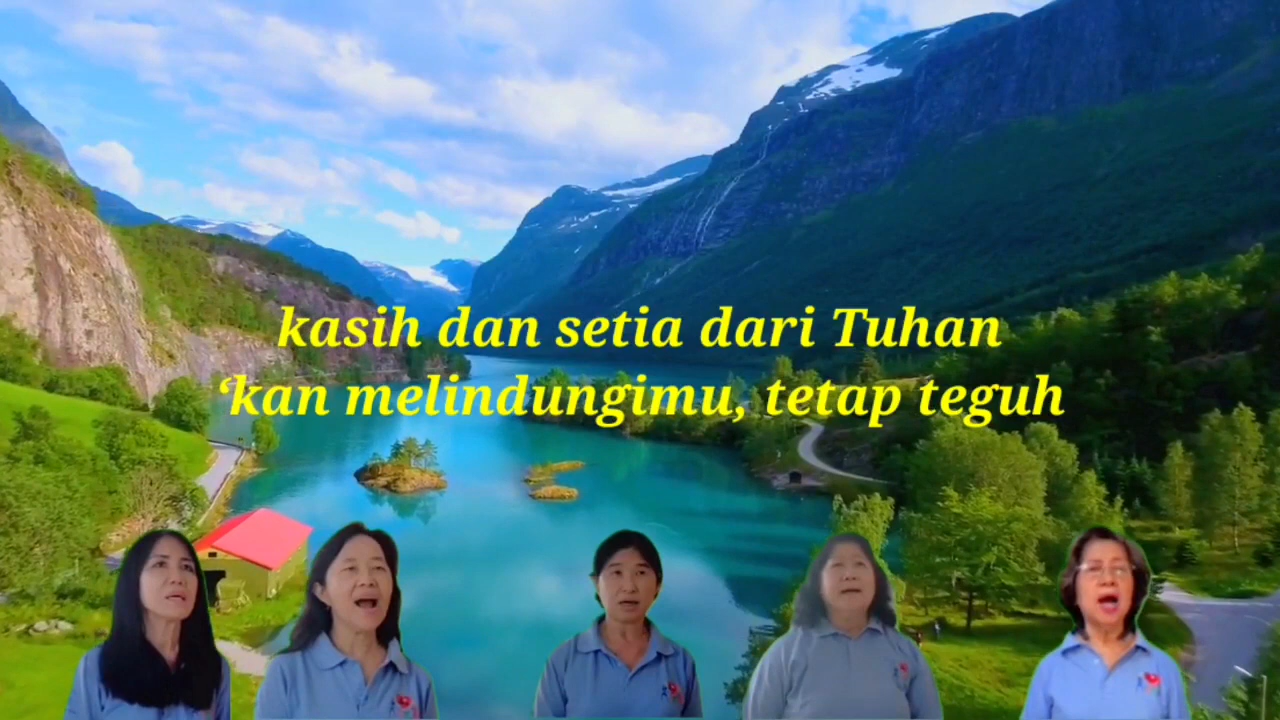 kasih dan setia dari Tuhan
‘kan melindungimu, tetap teguh